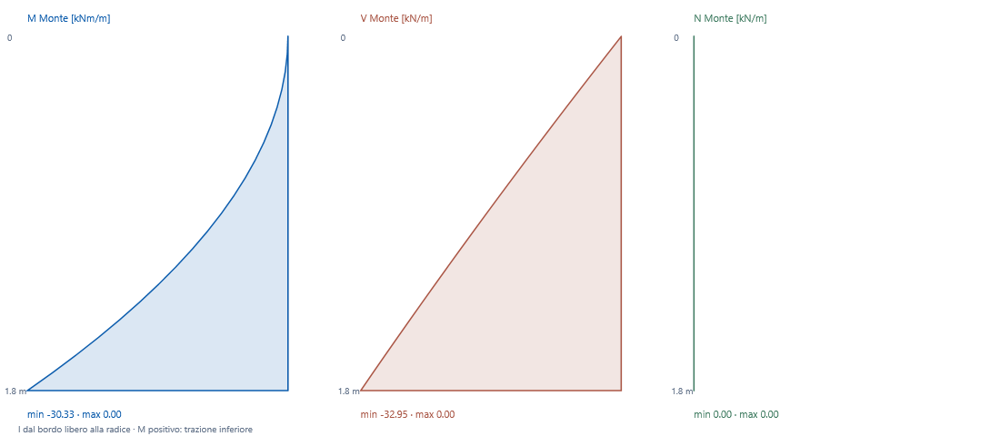 M Monte [kNm/m]
V Monte [kN/m]
N Monte [kN/m]
0
0
0
1.8 m
1.8 m
1.8 m
min -30.33 · max 0.00
min -32.95 · max 0.00
min 0.00 · max 0.00
l dal bordo libero alla radice · M positivo: trazione inferiore